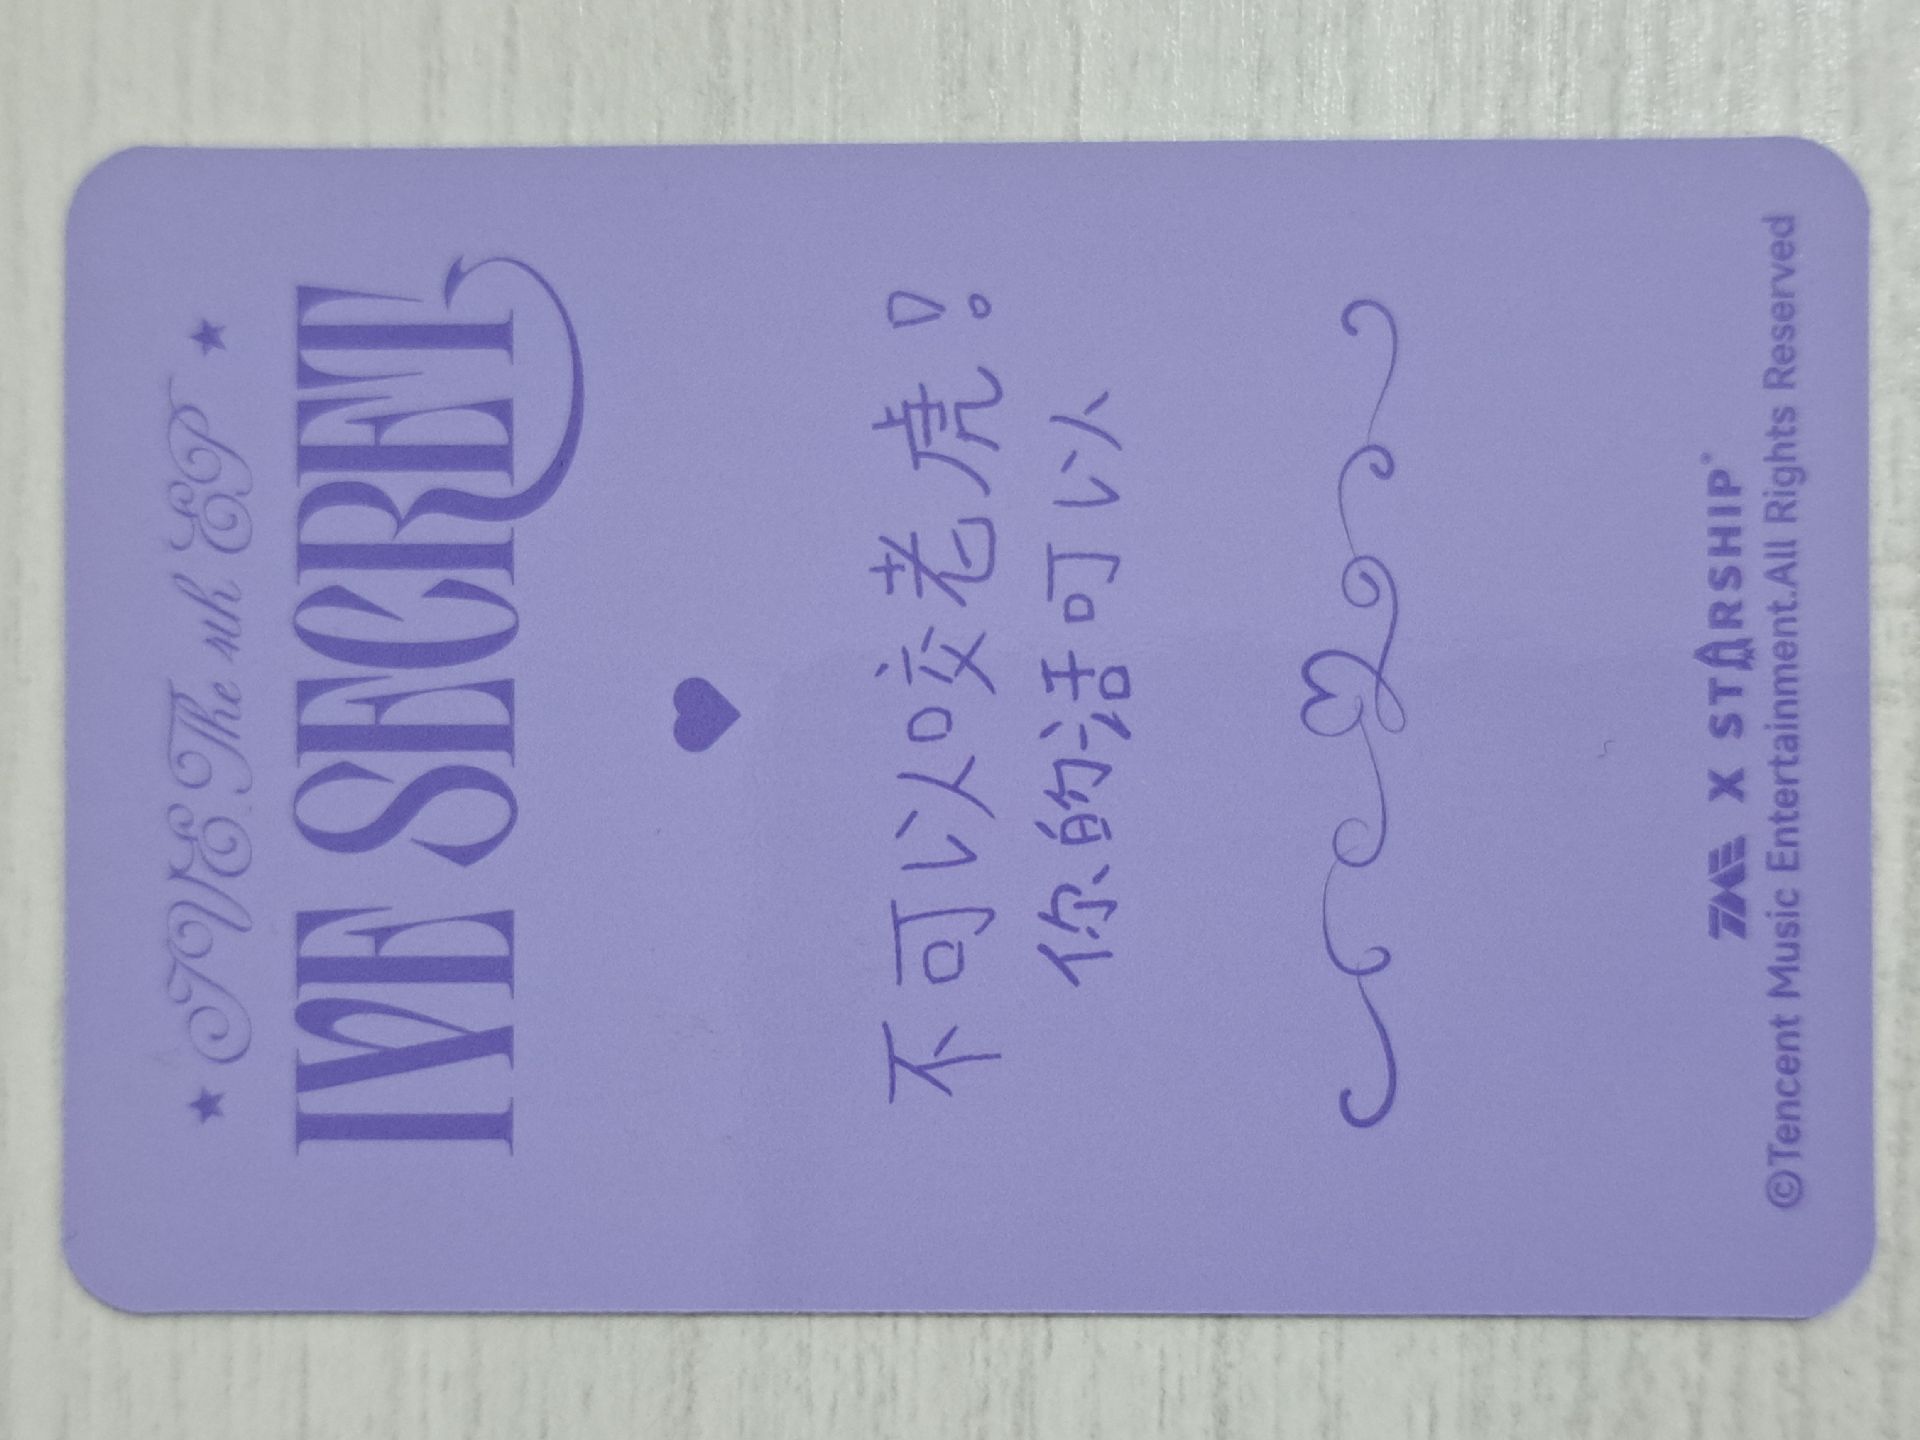 IVE The 4th EP
IVE SECRET
不可以咬老虎!
你的话可以
TME X STARSHIP
©Tencent Music Entertainment.All Rights Reserved